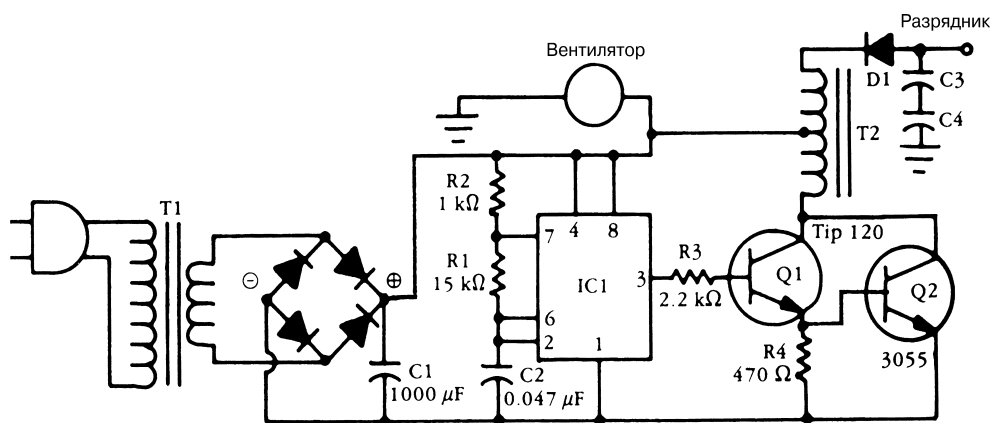 Разрядник
Вентилятор
D1
C3
C4
T2
T1
R2
1 kΩ
R1
15 kΩ
7
4
8
6
2
3
1
IC1
R3
2.2 kΩ
Tip 120
Q1
Q2
3055
R4
470 Ω
⊖
⊕
C1
1000 μF
C2
0.047 μF